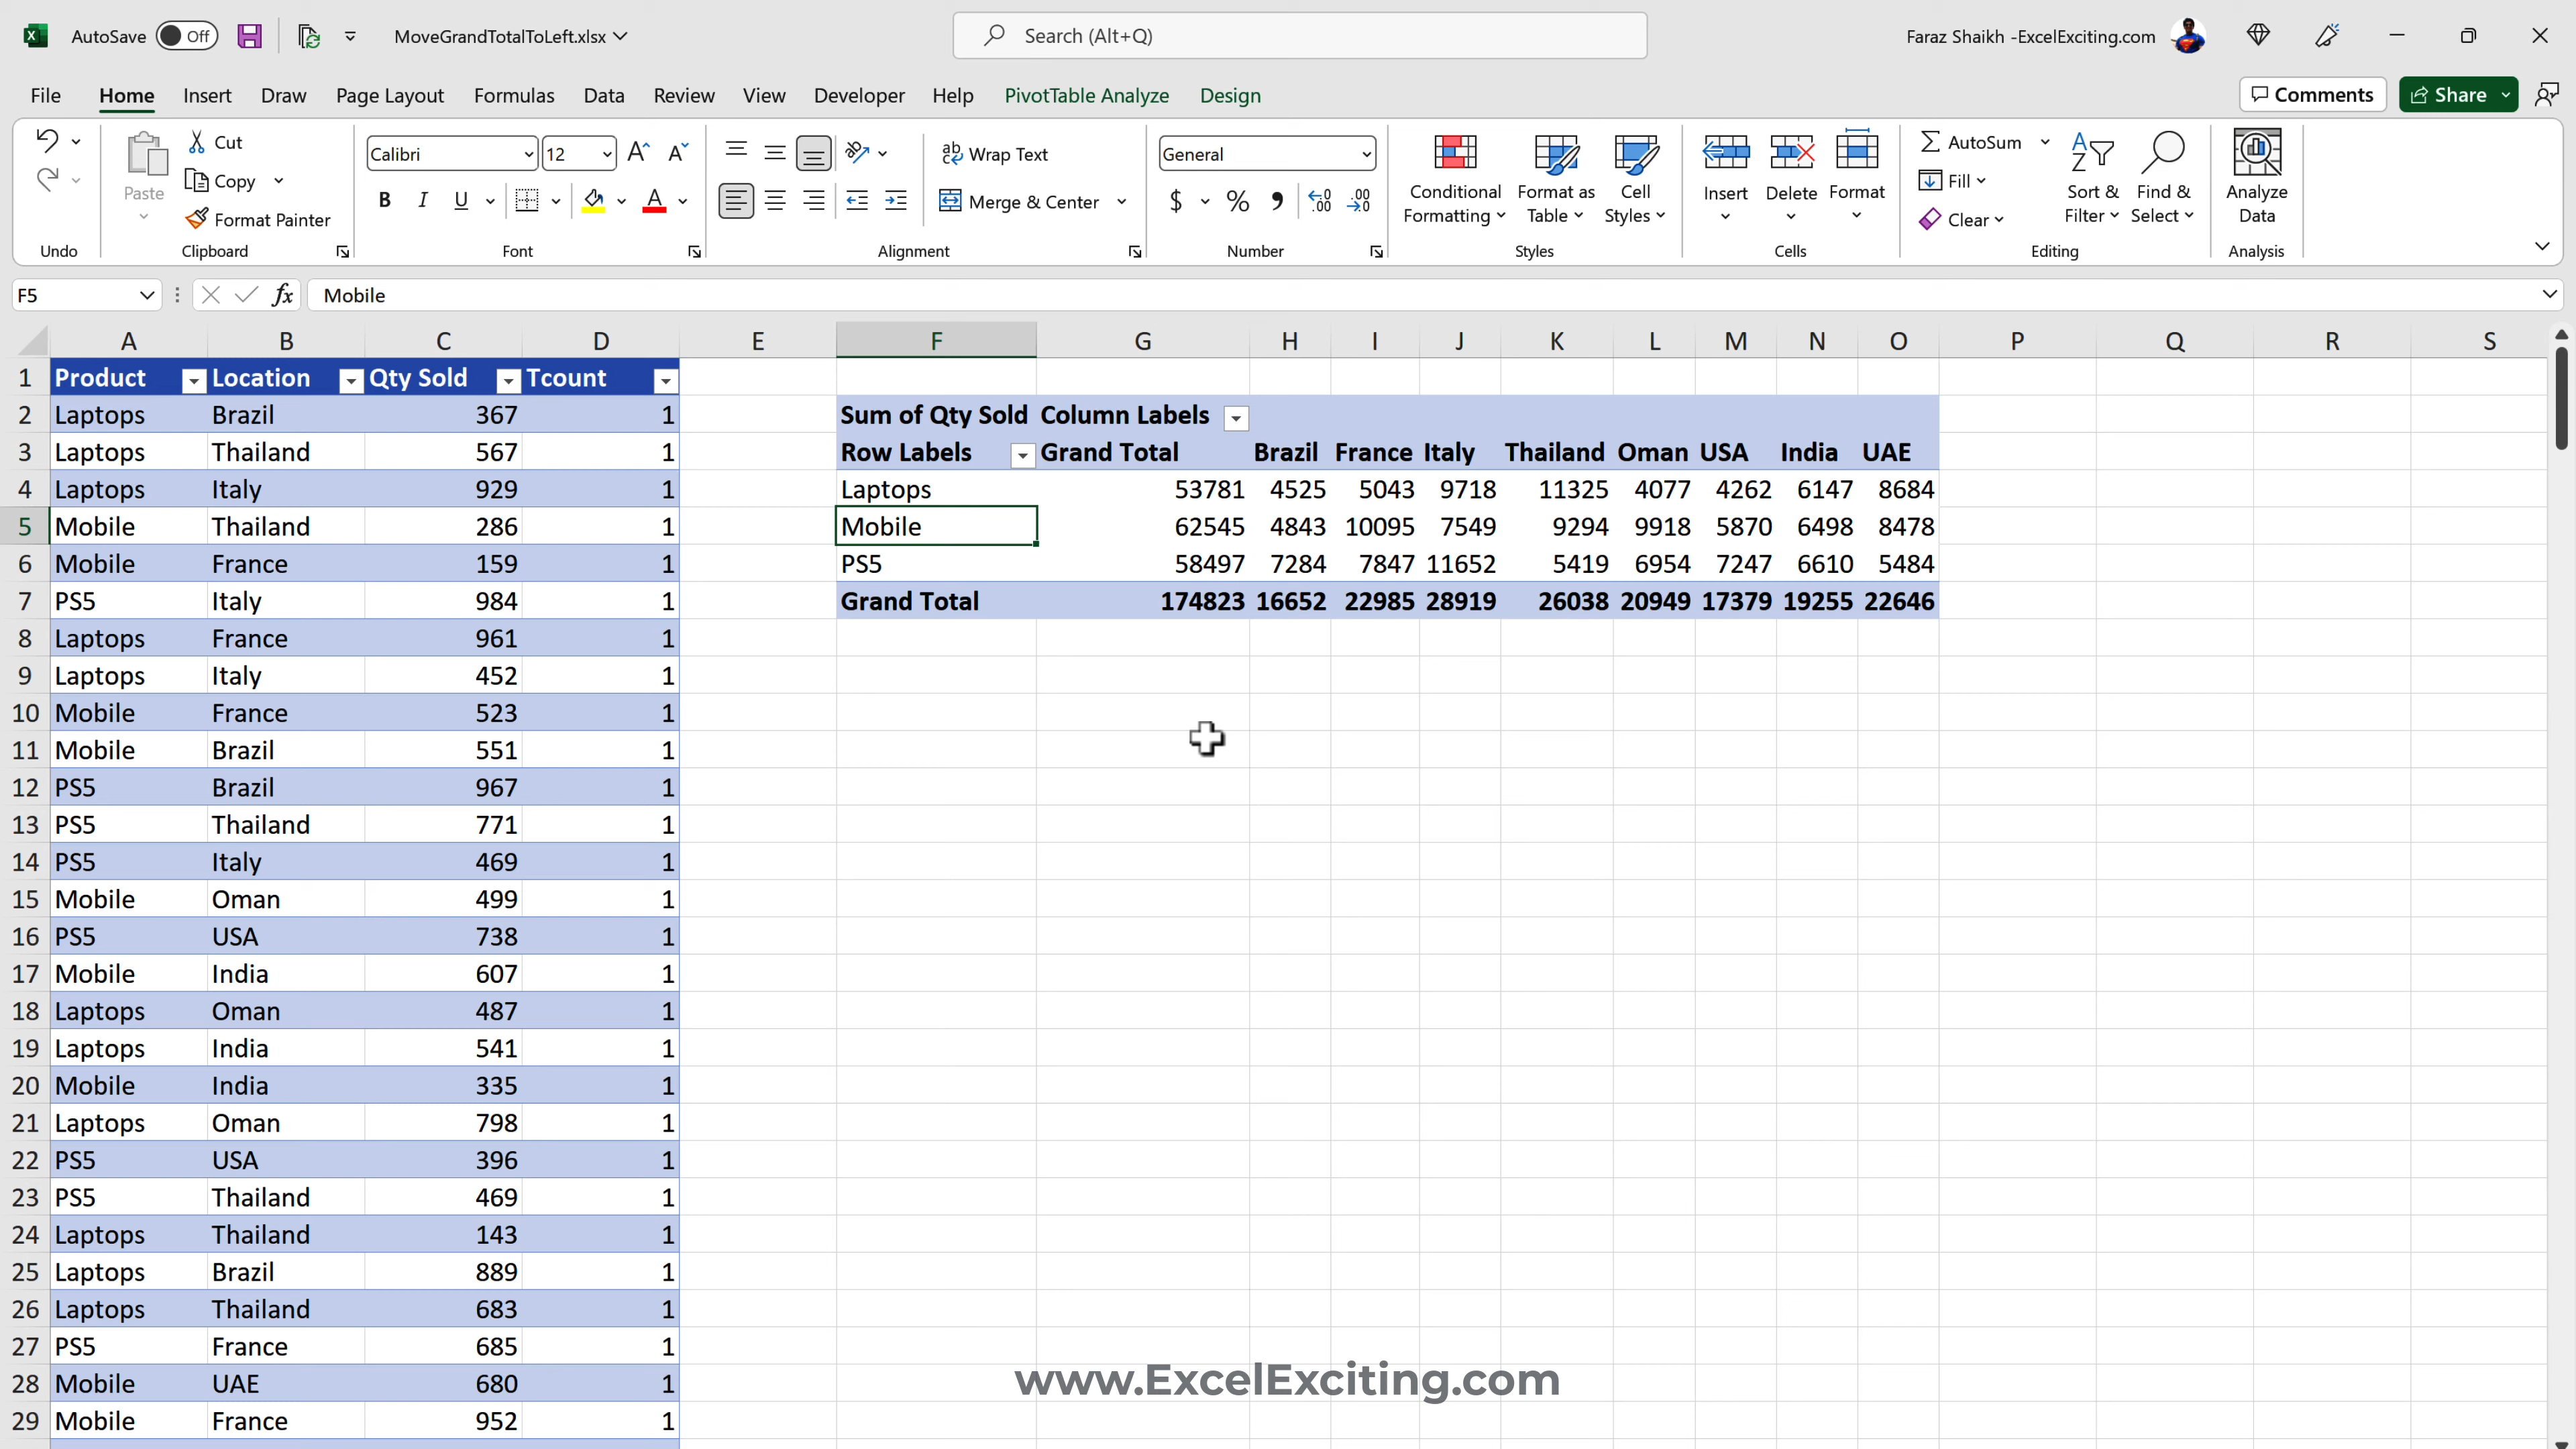 AutoSave Off MoveGrandTotalToLeft.xlsx Search (Alt+Q) Faraz Shaikh -ExcelExciting.com
File Home Insert Draw Page Layout Formulas Data Review View Developer Help PivotTable Analyze Design Comments Share
Cut
Copy
Format Painter
Paste
Undo Clipboard
Calibri 12
B I U
Font
Wrap Text
Merge & Center
Alignment
General
Number
Conditional Formatting
Format as Table
Cell Styles
Styles
Insert Delete Format
Cells
AutoSum
Fill
Clear
Sort & Filter
Find & Select
Editing
Analyze Data
Analysis
F5 fx Mobile
A B C D E F G H I J K L M N O P Q R S
1 Product Location Qty Sold Tcount
2 Laptops Brazil 367 1 Sum of Qty Sold Column Labels
3 Laptops Thailand 567 1 Row Labels Grand Total Brazil France Italy Thailand Oman USA India UAE
4 Laptops Italy 929 1 Laptops 53781 4525 5043 9718 11325 4077 4262 6147 8684
5 Mobile Thailand 286 1 Mobile 62545 4843 10095 7549 9294 9918 5870 6498 8478
6 Mobile France 159 1 PS5 58497 7284 7847 11652 5419 6954 7247 6610 5484
7 PS5 Italy 984 1 Grand Total 174823 16652 22985 28919 26038 20949 17379 19255 22646
8 Laptops France 961 1
9 Laptops Italy 452 1
10 Mobile France 523 1
11 Mobile Brazil 551 1
12 PS5 Brazil 967 1
13 PS5 Thailand 771 1
14 PS5 Italy 469 1
15 Mobile Oman 499 1
16 PS5 USA 738 1
17 Mobile India 607 1
18 Laptops Oman 487 1
19 Laptops India 541 1
20 Mobile India 335 1
21 Laptops Oman 798 1
22 PS5 USA 396 1
23 PS5 Thailand 469 1
24 Laptops Thailand 143 1
25 Laptops Brazil 889 1
26 Laptops Thailand 683 1
27 PS5 France 685 1
28 Mobile UAE 680 1
29 Mobile France 952 1
www.ExcelExciting.com